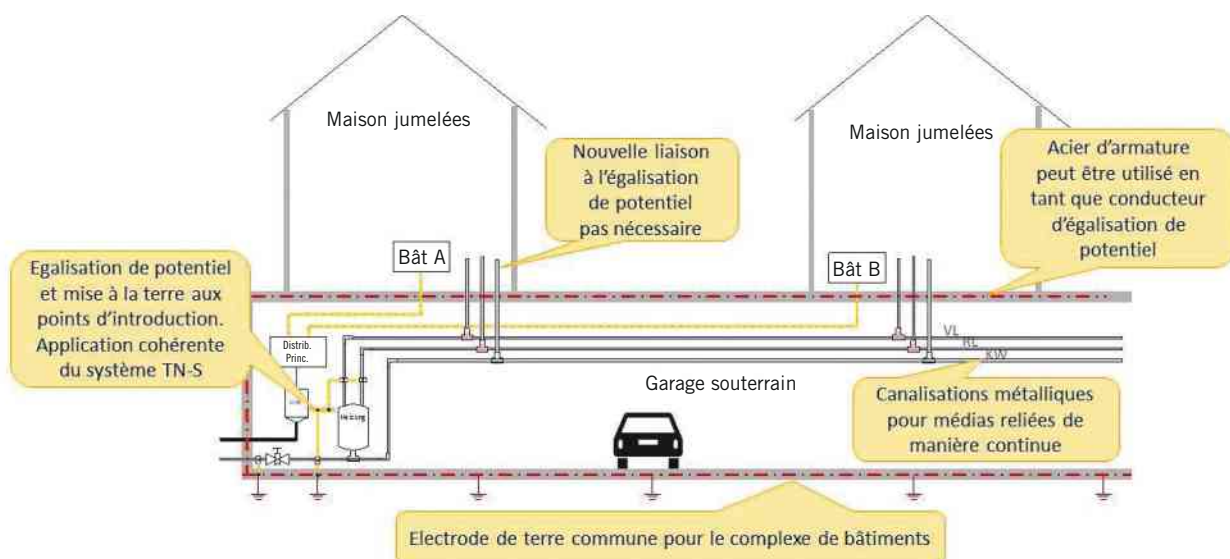 Maison jumelées
Maison jumelées
Nouvelle liaison
à l'égalisation
de potentiel
pas nécessaire
Acier d'armature
peut être utilisé en
tant que conducteur
d'égalisation de
potentiel
Bât A
Bât B
Egalisation de potentiel
et mise à la terre aux
points d'introduction.
Application cohérente
du système TN-S
Distrib.
Princ.
VL
RL
KW
Garage souterrain
Heizung
Canalisations métalliques
pour médias reliées de
manière continue
Electrode de terre commune pour le complexe de bâtiments